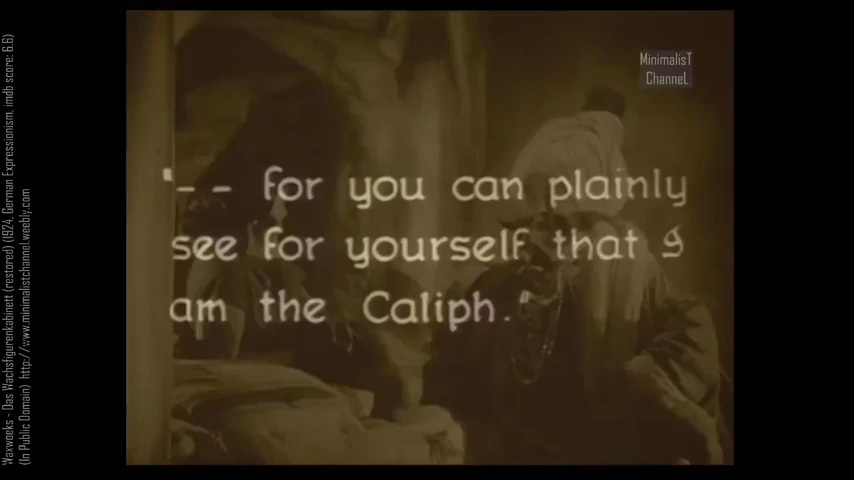 "-- for you can plainly
see for yourself that I
am the Caliph."
MinimalisT
ChanneL
Waxwoeks - Das Wachsfigurenkabinett (restored) (1924, German Expressionism, imdb score: 6.6)
(In Public Domain) http://www.minimalistchannel.weebly.com